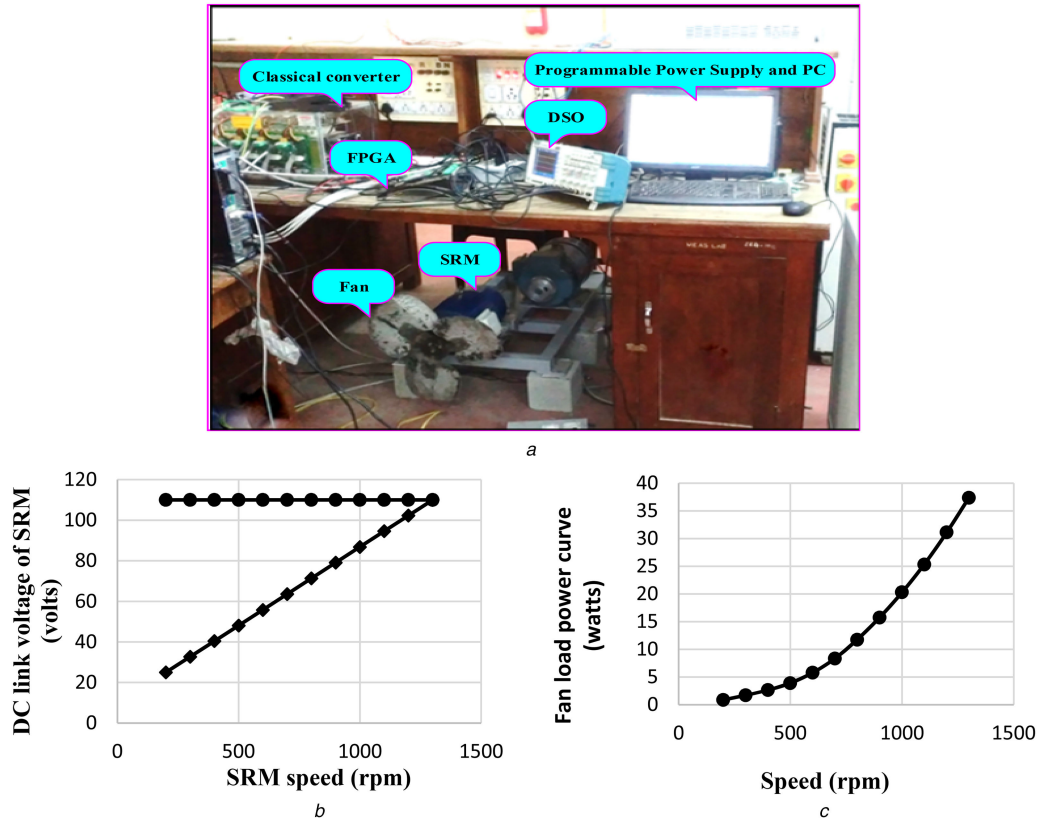 Classical converter
Programmable Power Supply and PC
DSO
FPGA
SRM
Fan
MEAS LAB
a
DC link voltage of SRM
(volts)
120
100
80
60
40
20
0
0 500 1000 1500
SRM speed (rpm)
b
Fan load power curve
(watts)
40
35
30
25
20
15
10
5
0
0 500 1000 1500
Speed (rpm)
c